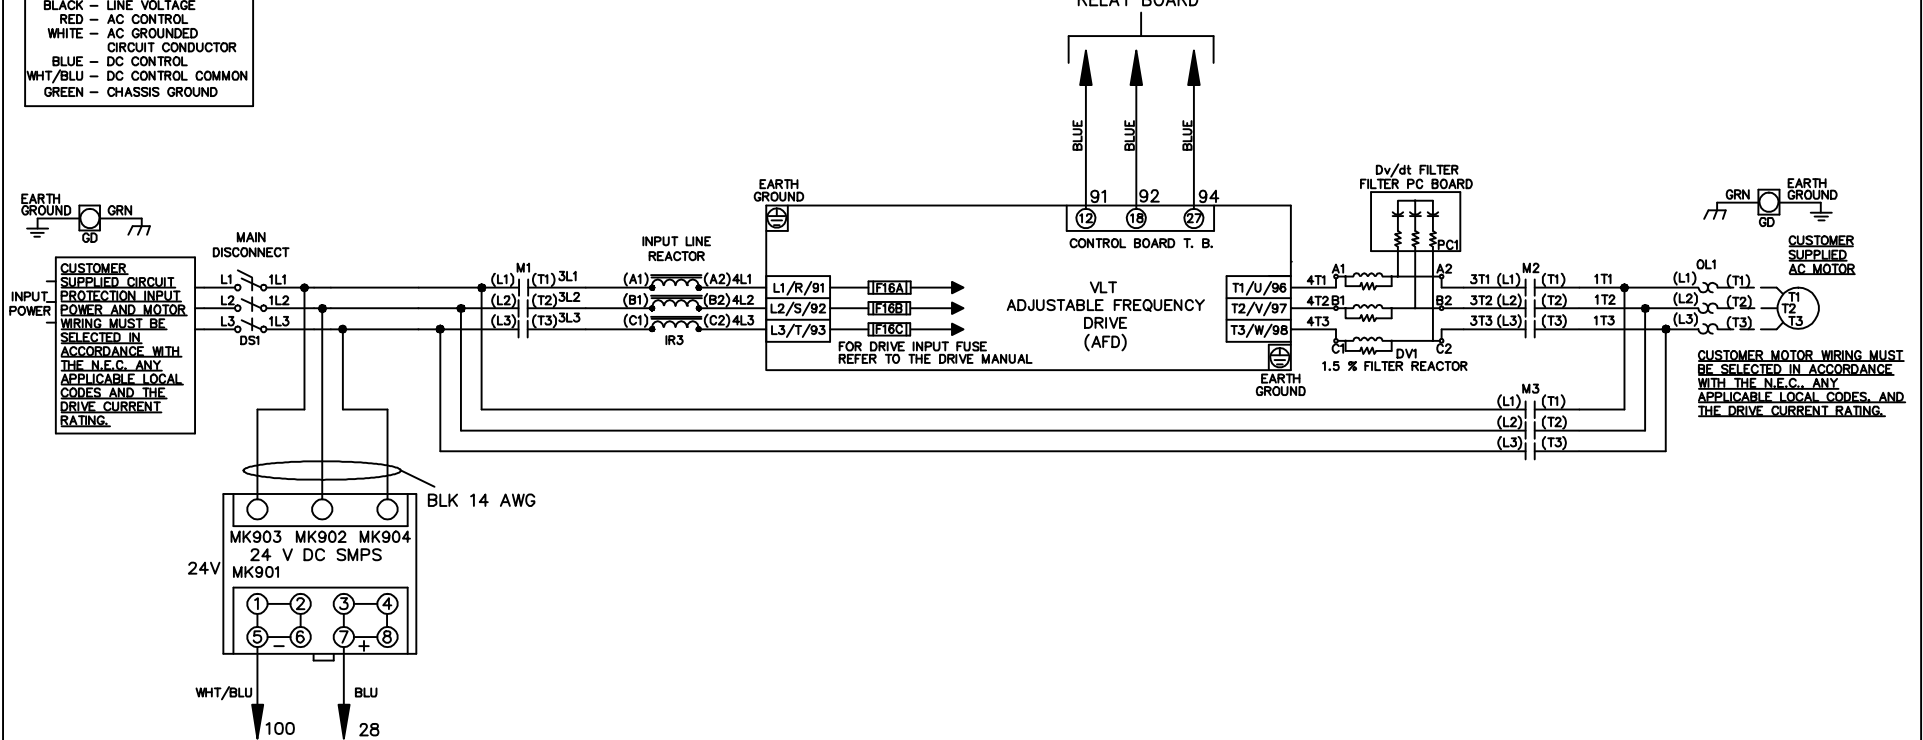 BLACK – LINE VOLTAGE
RED – AC CONTROL
WHITE – AC GROUNDED
CIRCUIT CONDUCTOR
BLUE – DC CONTROL
WHT/BLU – DC CONTROL COMMON
GREEN – CHASSIS GROUND
RELAY BOARD
BLUE
BLUE
BLUE
91
92
94
12
18
27
CONTROL BOARD T. B.
EARTH
GROUND
GRN
GD
MAIN
DISCONNECT
L1
1L1
L2
1L2
L3
1L3
DS1
INPUT
POWER
CUSTOMER
SUPPLIED CIRCUIT
PROTECTION INPUT
POWER AND MOTOR
WIRING MUST BE
SELECTED IN
ACCORDANCE WITH
THE N.E.C. ANY
APPLICABLE LOCAL
CODES AND THE
DRIVE CURRENT
RATING.
M1
(L1) (T1) 3L1
(L2) (T2) 3L2
(L3) (T3) 3L3
INPUT LINE
REACTOR
(A1) (A2) 4L1
(B1) (B2) 4L2
(C1) (C2) 4L3
IR3
EARTH
GROUND
L1/R/91
L2/S/92
L3/T/93
F16A
F16B
F16C
FOR DRIVE INPUT FUSE
REFER TO THE DRIVE MANUAL
VLT
ADJUSTABLE FREQUENCY
DRIVE
(AFD)
T1/U/96
T2/V/97
T3/W/98
EARTH
GROUND
Dv/dt FILTER
FILTER PC BOARD
PC1
4T1 A1 A2
4T2 B1 B2
4T3
C1 C2
DV1
1.5 % FILTER REACTOR
M2
3T1 (L1) (T1) 1T1
3T2 (L2) (T2) 1T2
3T3 (L3) (T3) 1T3
M3
(L1) (T1)
(L2) (T2)
(L3) (T3)
GRN
GD
EARTH
GROUND
CUSTOMER
SUPPLIED
AC MOTOR
OL1
(L1) (T1)
(L2) (T2)
(L3) (T3)
T1
T2
T3
CUSTOMER MOTOR WIRING MUST
BE SELECTED IN ACCORDANCE
WITH THE N.E.C., ANY
APPLICABLE LOCAL CODES, AND
THE DRIVE CURRENT RATING.
BLK 14 AWG
MK903 MK902 MK904
24 V DC SMPS
24V
MK901
1 2 3 4
5 6 7 8
– +
WHT/BLU
BLU
100
28